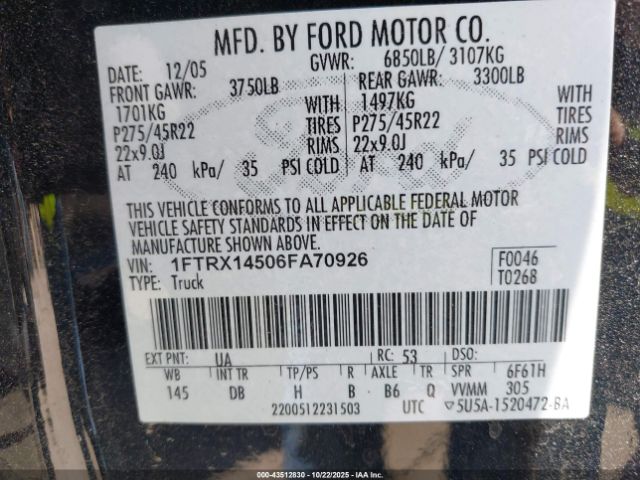 MFD. BY FORD MOTOR CO.
DATE: 12/05 GVWR: 6850LB/ 3107KG
FRONT GAWR: 3750LB REAR GAWR: 3300LB
1701KG WITH 1497KG WITH
P275/45R22 TIRES P275/45R22 TIRES
22x9.0J RIMS 22x9.0J RIMS
AT 240 kPa/ 35 PSI COLD AT 240 kPa/ 35 PSI COLD
THIS VEHICLE CONFORMS TO ALL APPLICABLE FEDERAL MOTOR
VEHICLE SAFETY STANDARDS IN EFFECT ON THE DATE OF
MANUFACTURE SHOWN ABOVE.
VIN: 1FTRX14506FA70926 F0046
TYPE: Truck T0268
EXT PNT: UA RC: 53 DSO:
WB INT TR TP/PS R AXLE TR SPR 6F61H
145 DB H B B6 Q VVMM 305
2200512231503 UTC 5U5A-1520472-BA
000-43512830 - 10/22/2025 - IAA, Inc.